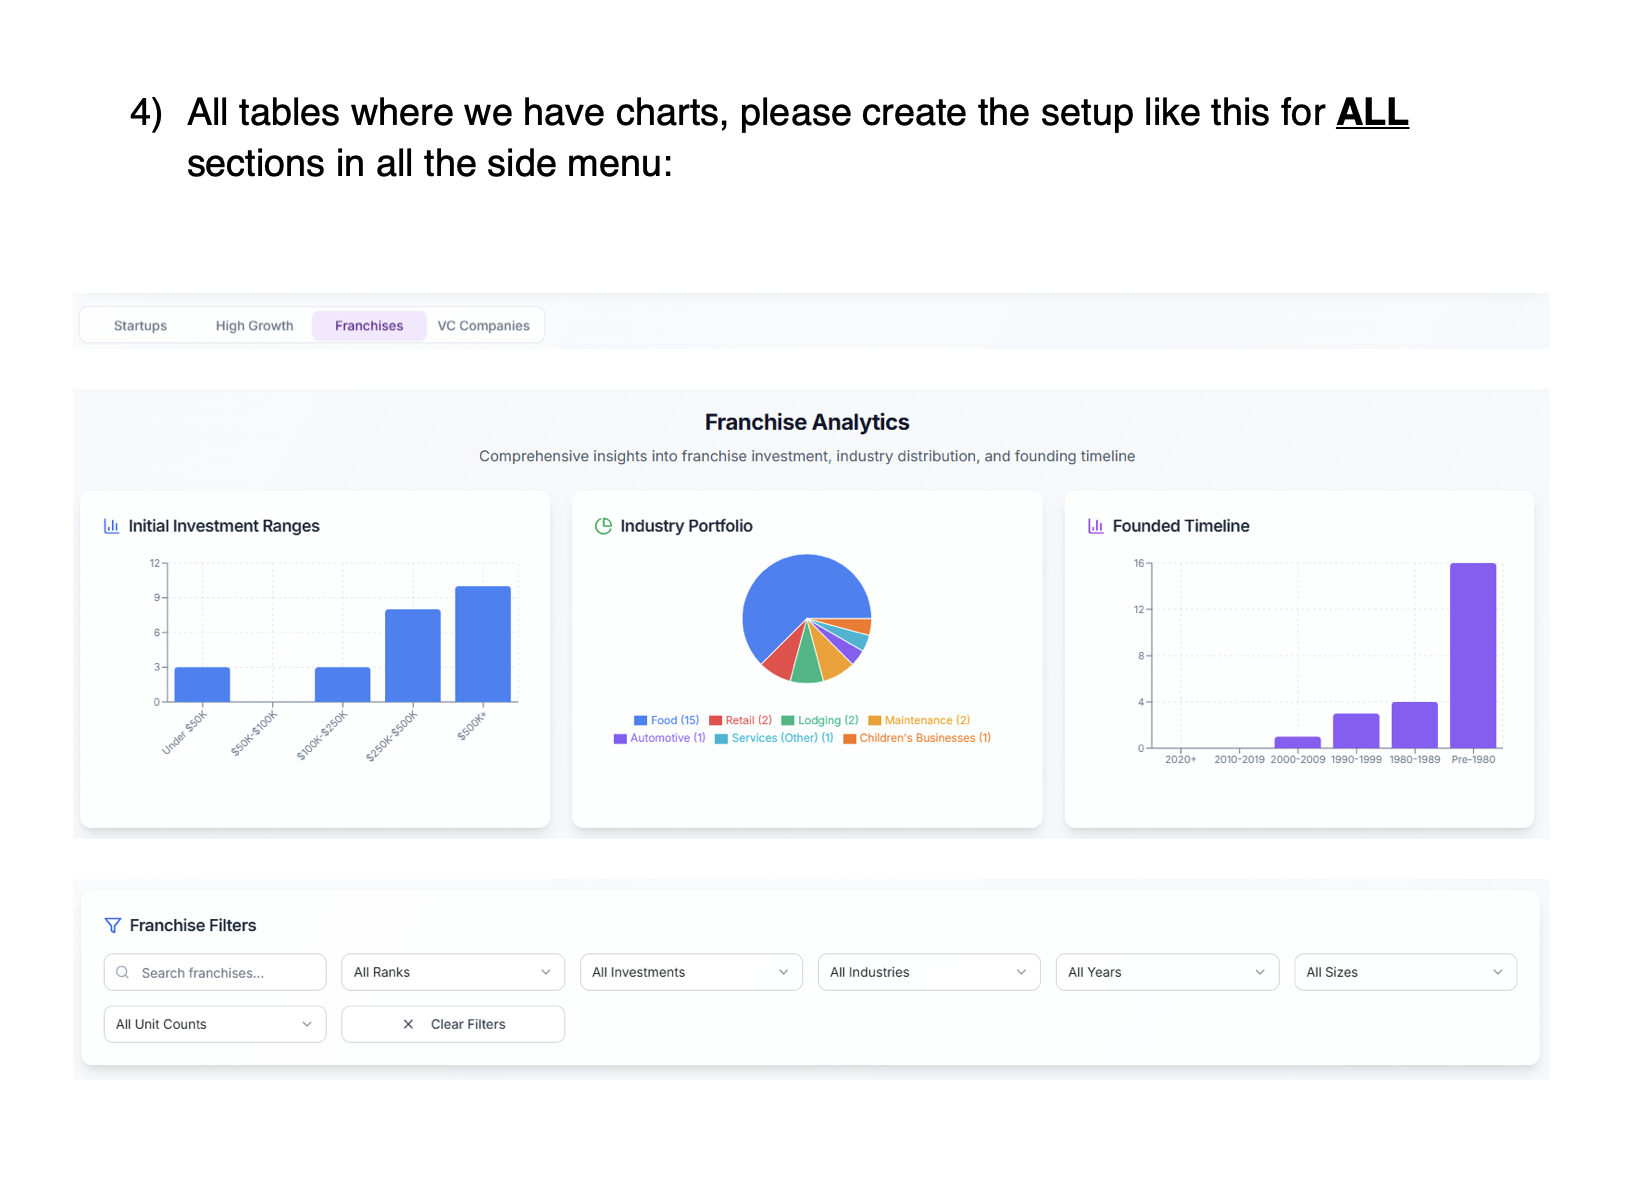 4) All tables where we have charts, please create the setup like this for ALL
sections in all the side menu:
Startups High Growth Franchises VC Companies
Franchise Analytics
Comprehensive insights into franchise investment, industry distribution, and founding timeline
Initial Investment Ranges
12
9
6
3
0
Under $50K $50K-$100K $100K-$250K $250K-$500K $500K+
Industry Portfolio
Food (15) Retail (2) Lodging (2) Maintenance (2)
Automotive (1) Services (Other) (1) Children's Businesses (1)
Founded Timeline
16
12
8
4
0
2020+ 2010-2019 2000-2009 1990-1999 1980-1989 Pre-1980
Franchise Filters
Search franchises... All Ranks All Investments All Industries All Years All Sizes
All Unit Counts Clear Filters